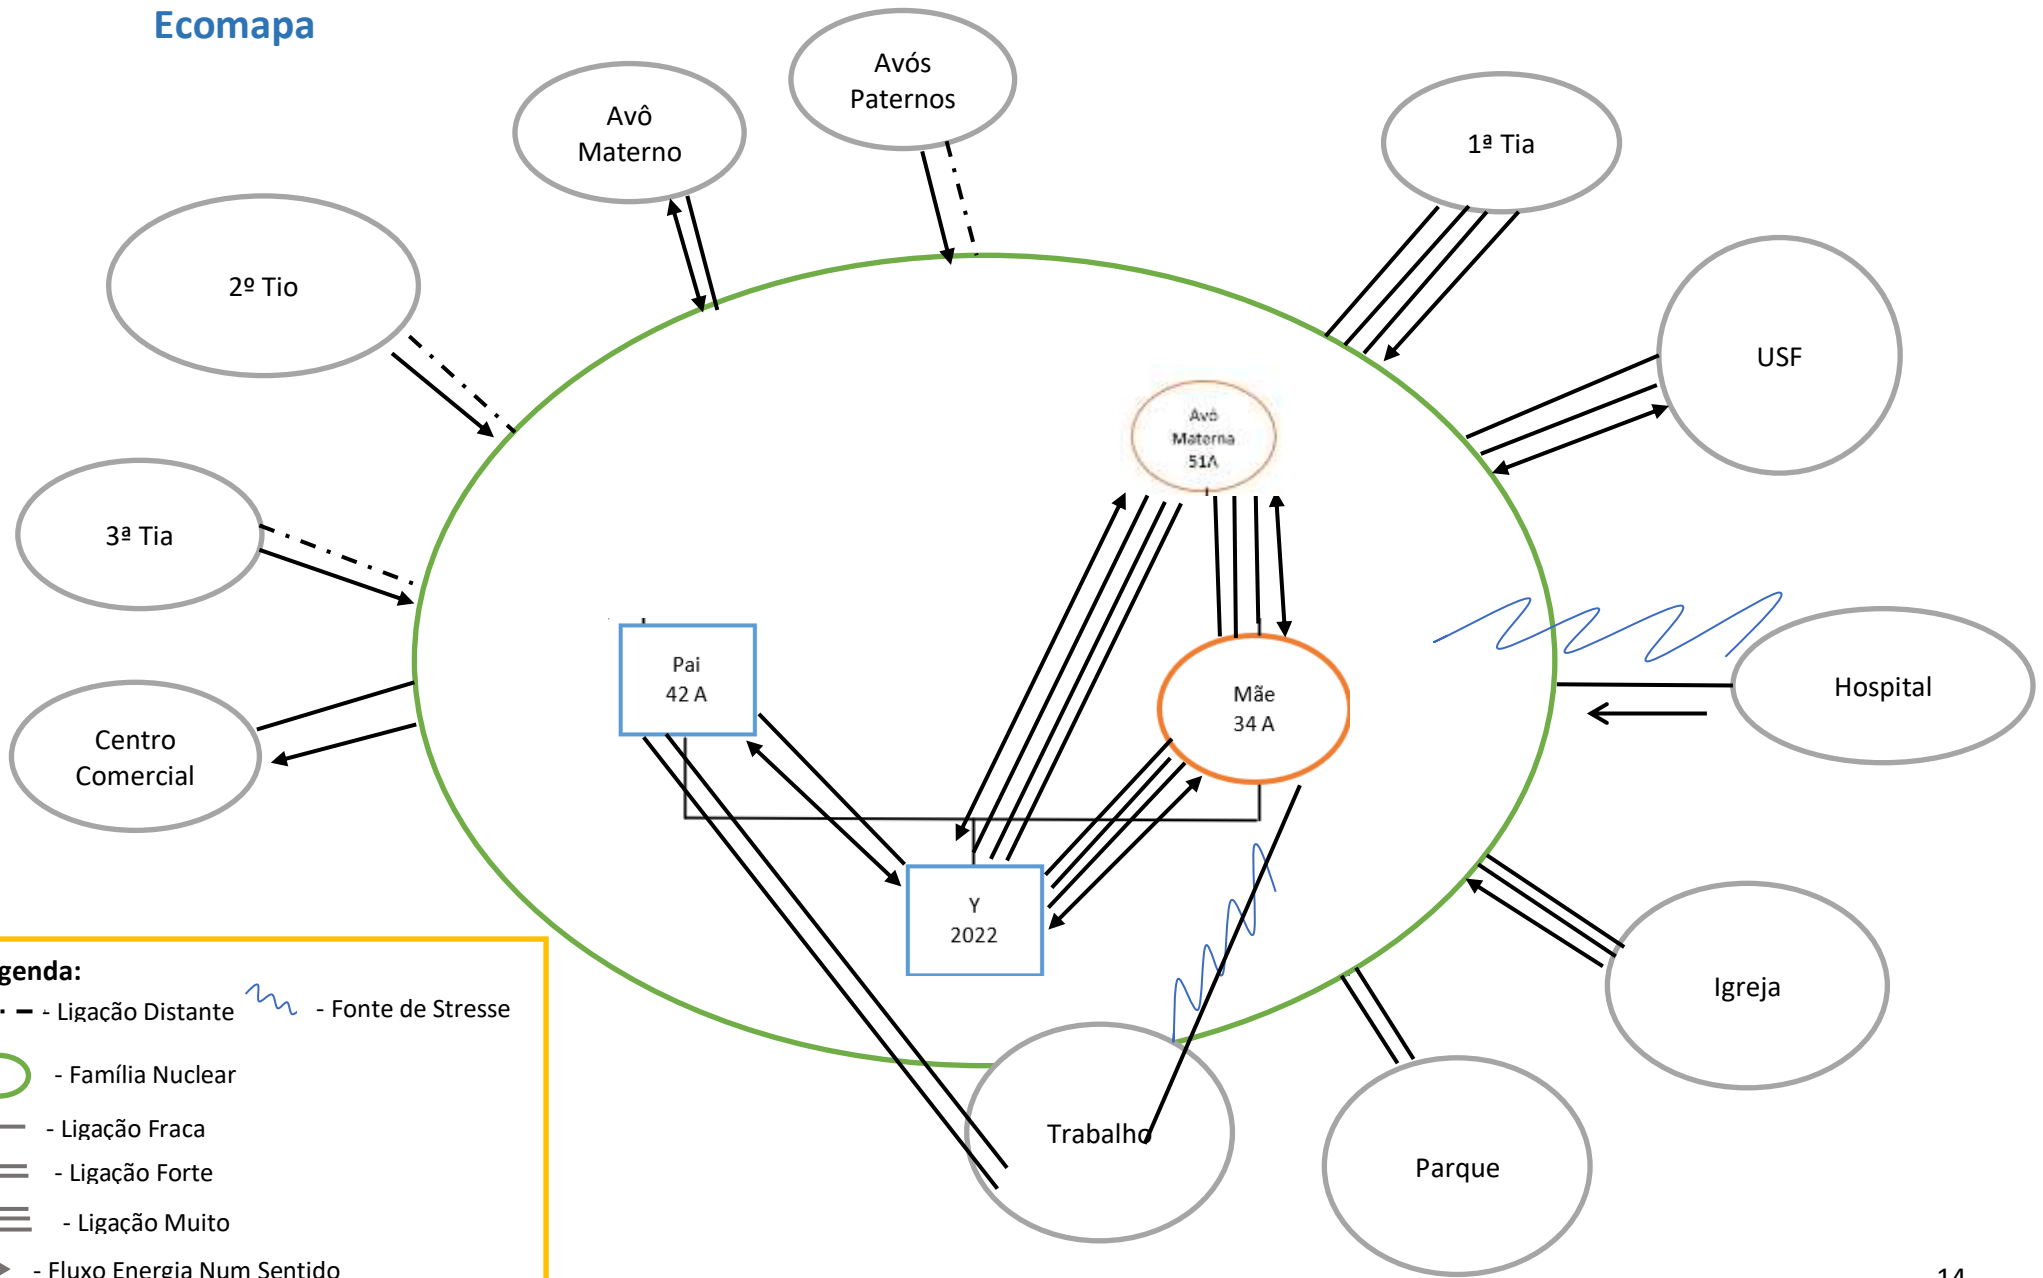 Ecomapa
Avós
Paternos
Avô
Materno
1ª Tia
2º Tio
USF
Avó
Materna
51A
3ª Tia
Pai
42 A
Mãe
34 A
Hospital
Centro
Comercial
Y
2022
Igreja
Trabalho
Parque
genda:
- Ligação Distante
- Fonte de Stresse
- Família Nuclear
- Ligação Fraca
- Ligação Forte
- Ligação Muito
- Fluxo Energia Num Sentido
14